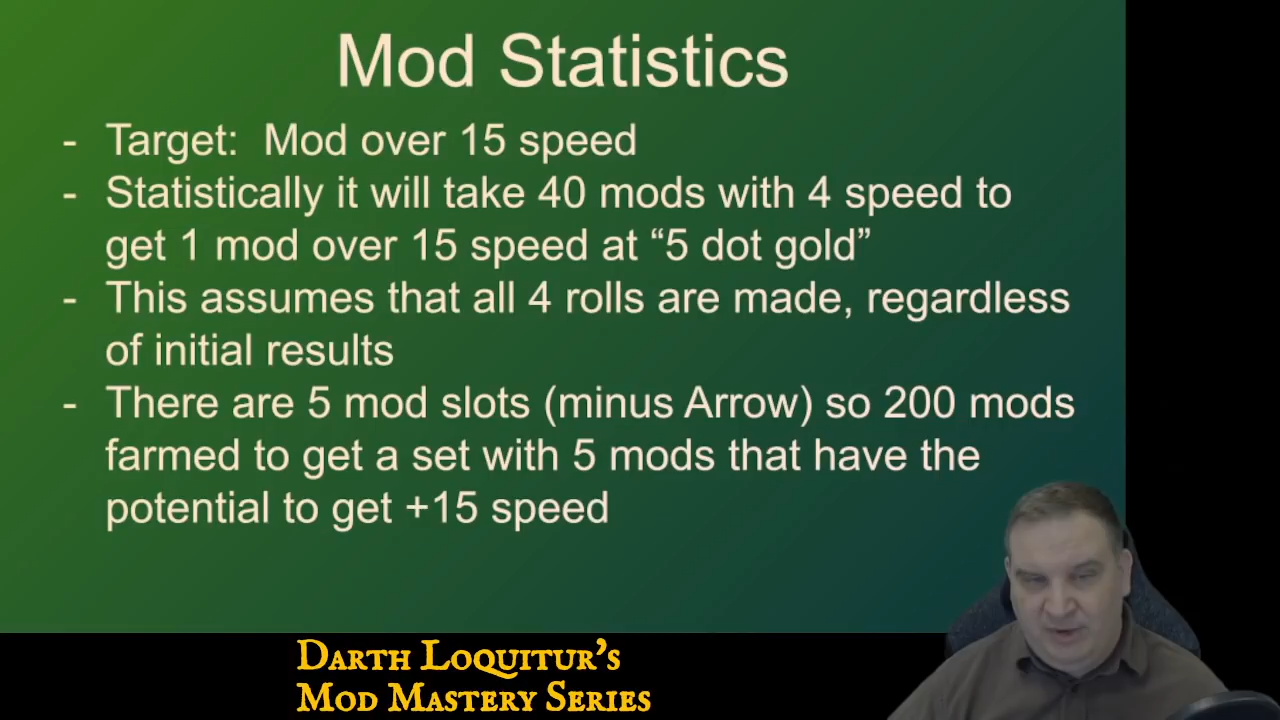 Mod Statistics
- Target:  Mod over 15 speed
- Statistically it will take 40 mods with 4 speed to
get 1 mod over 15 speed at “5 dot gold”
- This assumes that all 4 rolls are made, regardless
of initial results
- There are 5 mod slots (minus Arrow) so 200 mods
farmed to get a set with 5 mods that have the
potential to get +15 speed
Darth Loquitur’s
Mod Mastery Series